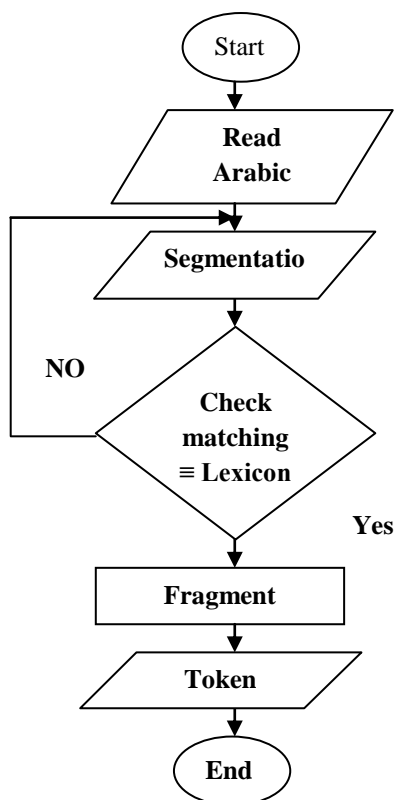 Start
Read
Arabic
Segmentatio
NO
Check
matching
≡ Lexicon
Yes
Fragment
Token
End